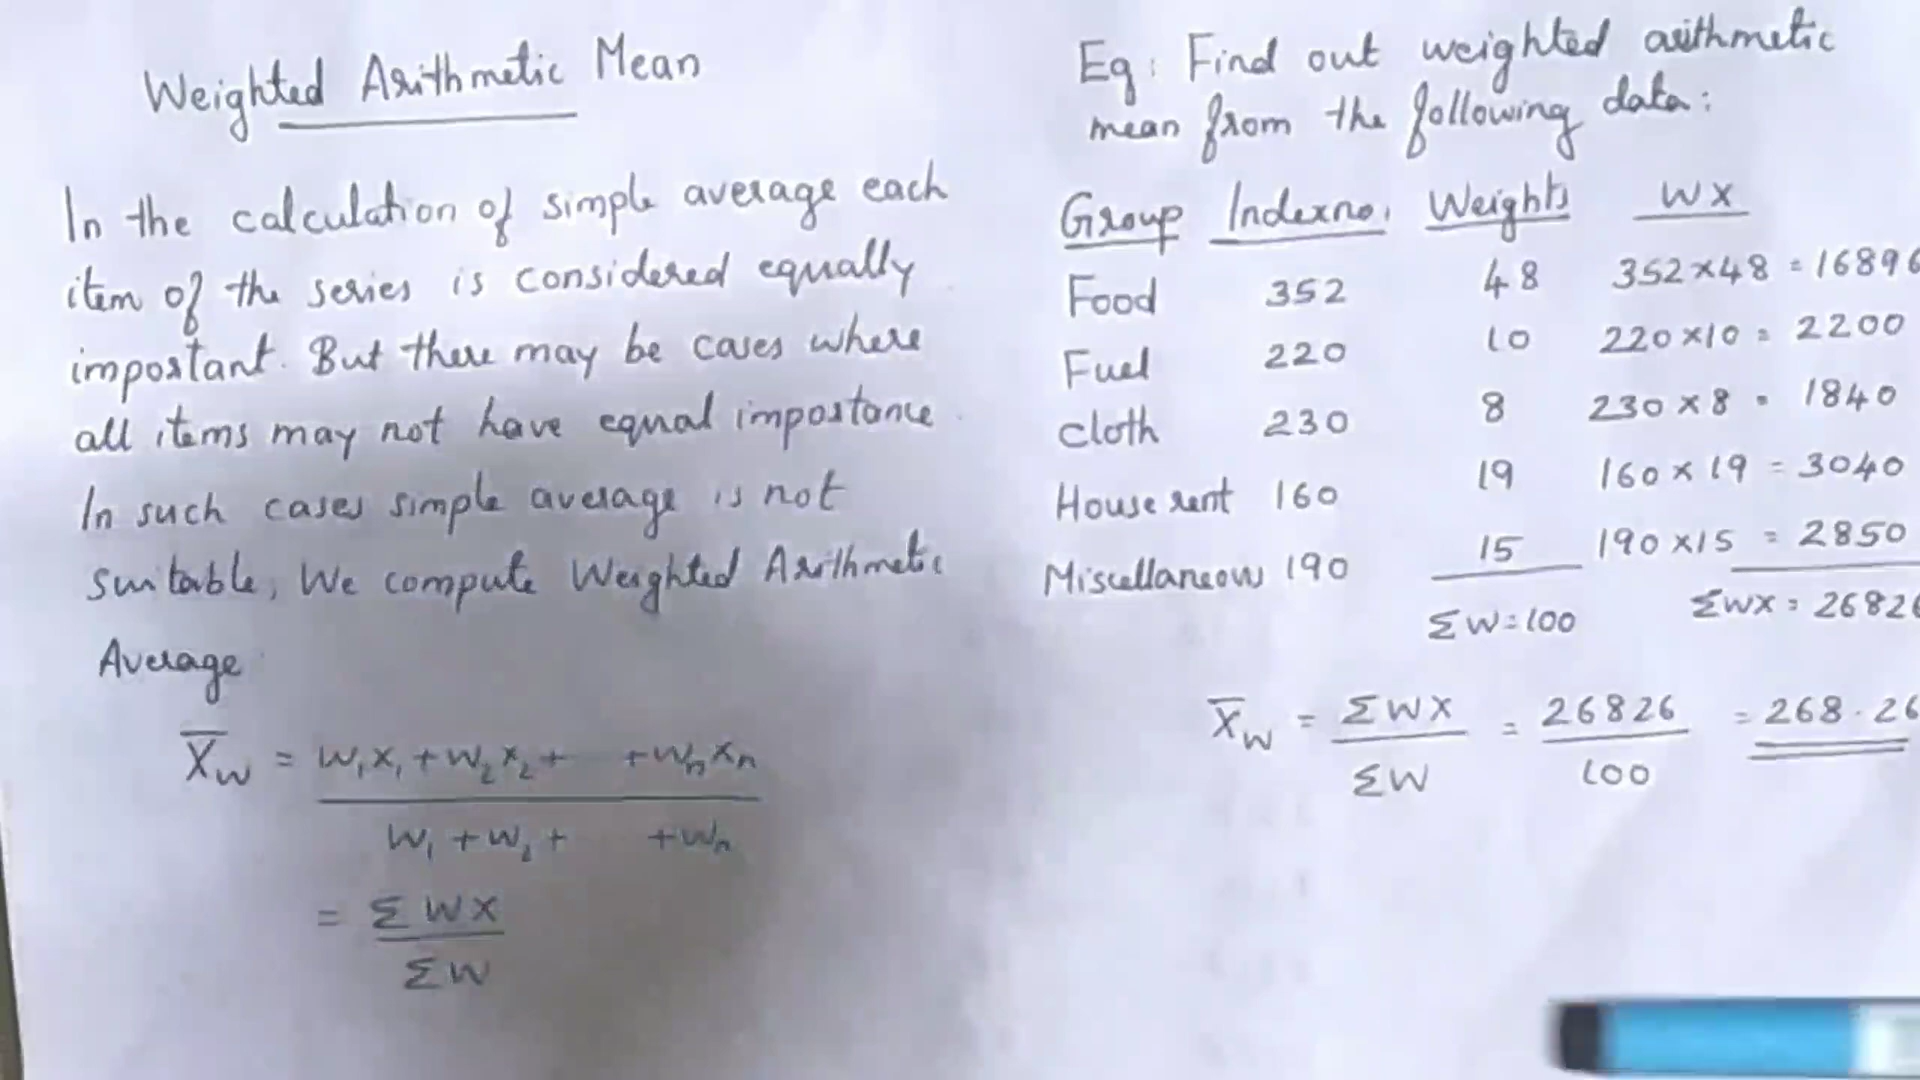 Weighted Arithmetic Mean
In the calculation of simple average each
item of the series is considered equally
important. But there may be cases where
all items may not have equal importance
In such cases simple average is not
suitable, We compute Weighted Arithmetic
Average
X̄w = W₁X₁ + W₂X₂ + +WₙXₙ
W₁ + W₂ + +Wₙ
= ΣWX
ΣW
Eg: Find out weighted arithmetic
mean from the following data:
Group Indexno. Weights WX
Food 352 48 352×48 = 16896
Fuel 220 10 220×10 = 2200
cloth 230 8 230×8 = 1840
House rent 160 19 160×19 = 3040
Miscellaneous 190 15 190×15 = 2850
ΣW=100 ΣWX = 26826
X̄w = ΣWX = 26826 = 268.26
ΣW 100